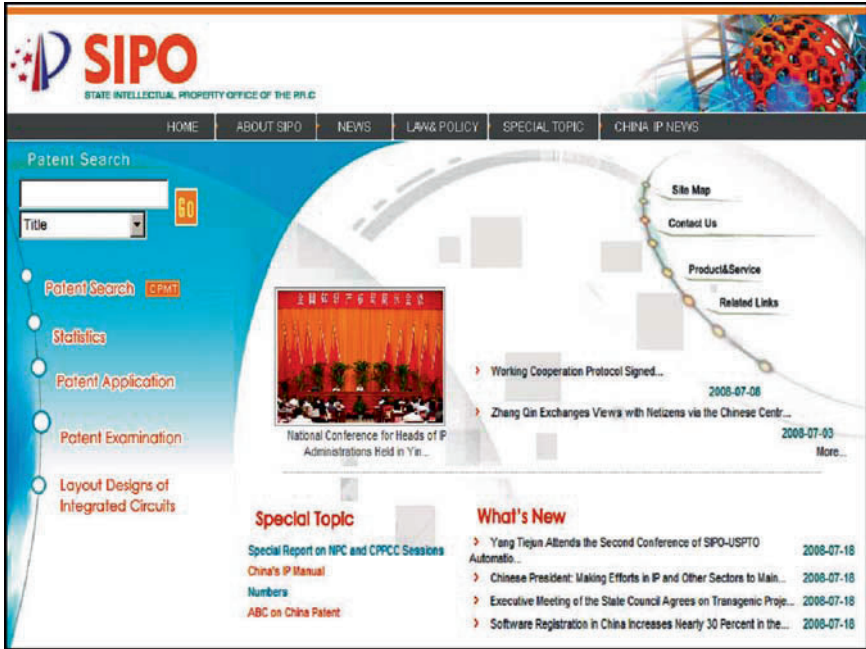 SIPO
STATE INTELLECTUAL PROPERTY OFFICE OF THE P.R.C
HOME ABOUT SIPO NEWS LAW& POLICY SPECIAL TOPIC CHINA IP NEWS
Patent Search
GO
Title
Patent Search CPMT
Statistics
Patent Application
Patent Examination
Layout Designs of
Integrated Circuits
Site Map
Contact Us
Product&Service
Related Links
National Conference for Heads of IP
Administrations Held in Yin...
Working Cooperation Protocol Signed...
2008-07-08
Zhang Qin Exchanges Views with Netizens via the Chinese Centr...
2008-07-03
More...
Special Topic
Special Report on NPC and CPPCC Sessions
China's IP Manual
Numbers
ABC on China Patent
What's New
Yang Tiejun Attends the Second Conference of SIPO-USPTO
Automatio... 2008-07-18
Chinese President: Making Efforts in IP and Other Sectors to Main... 2008-07-18
Executive Meeting of the State Council Agrees on Transgenic Proje... 2008-07-18
Software Registration in China Increases Nearly 30 Percent in the... 2008-07-18